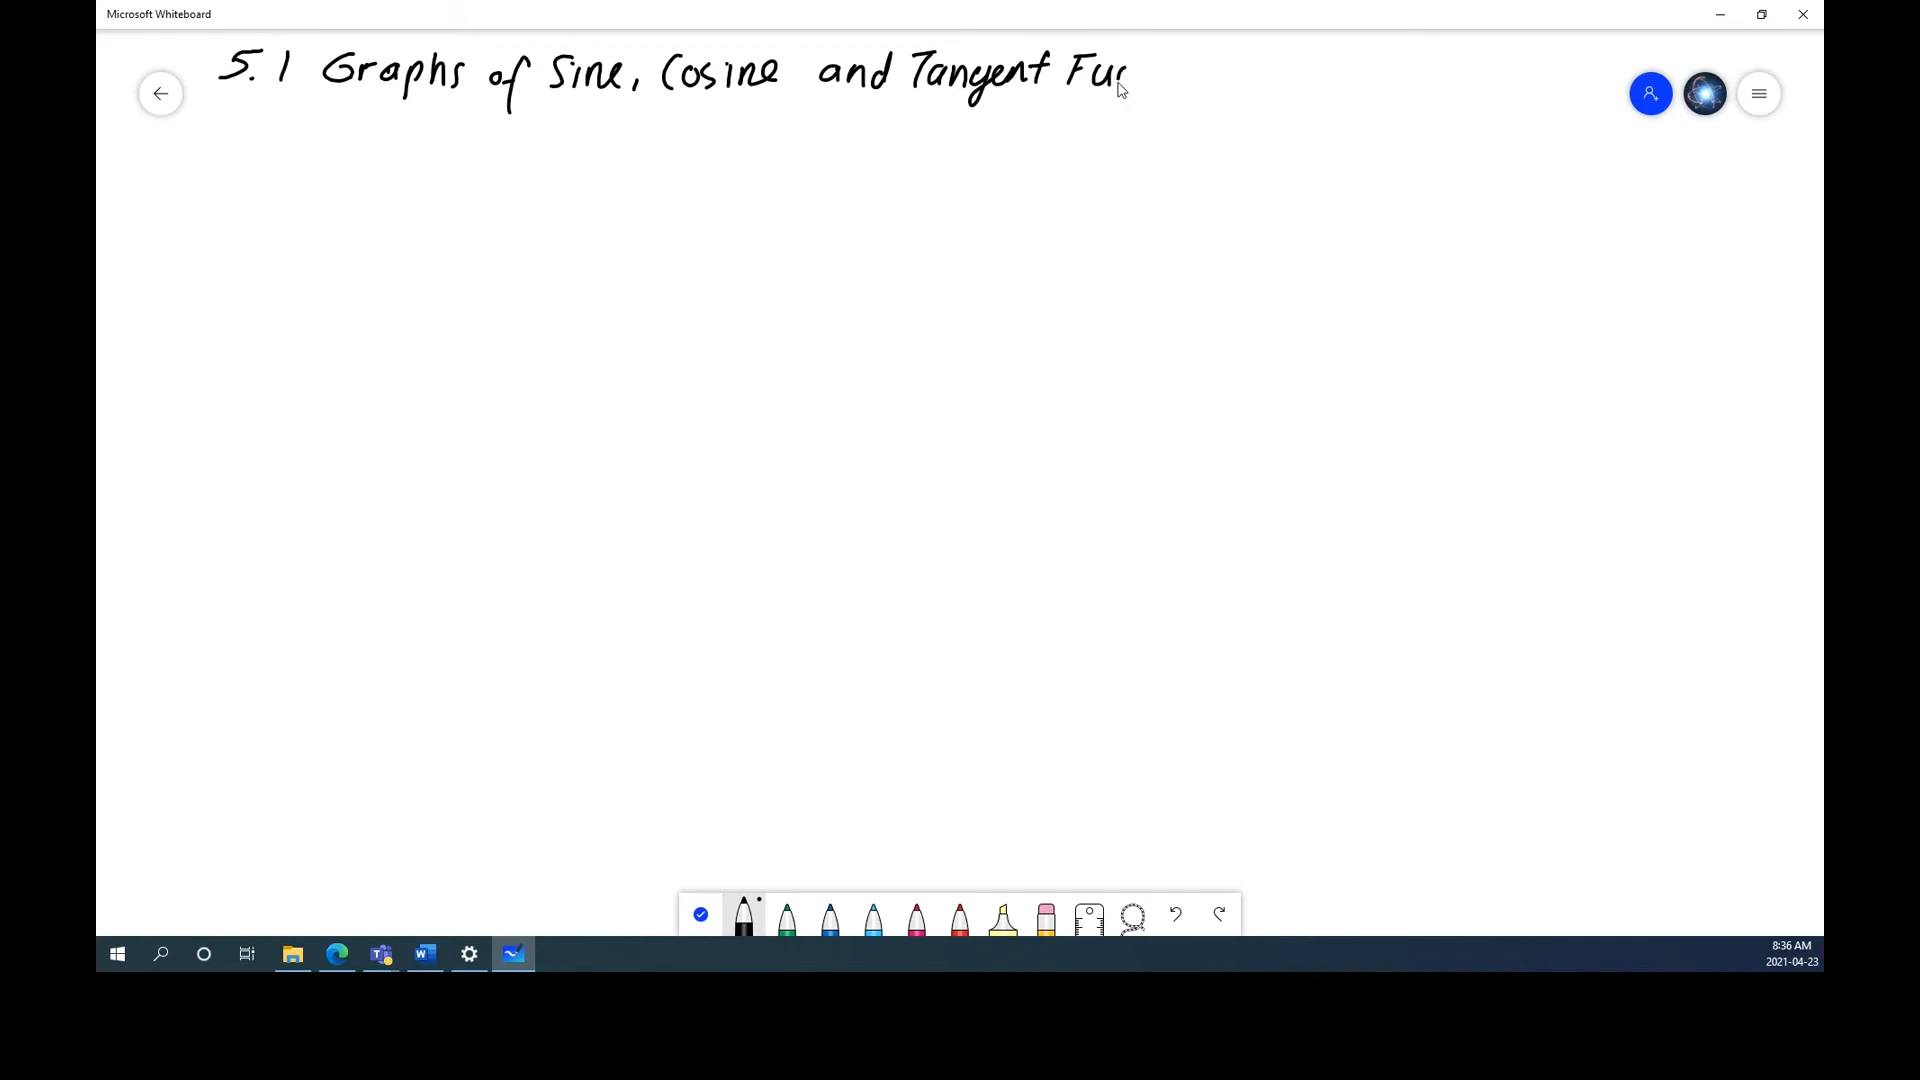 Microsoft Whiteboard
5.1 Graphs of Sine, Cosine and Tangent Fu
8:36 AM
2021-04-23